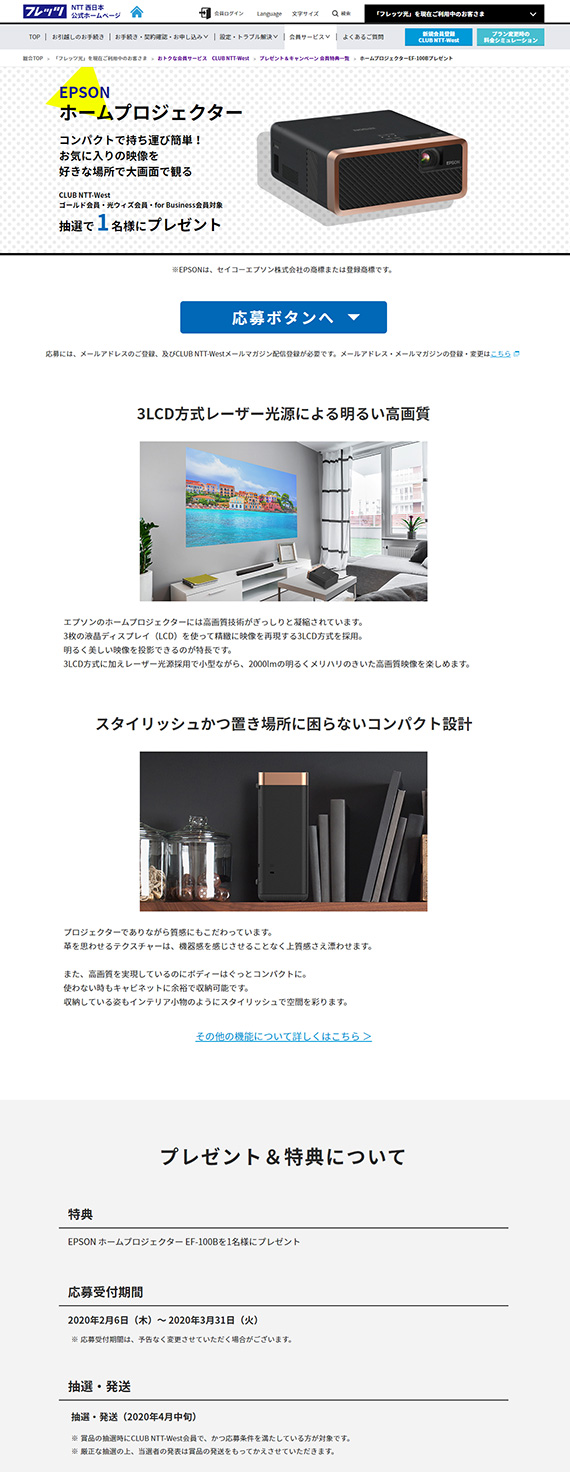 フレッツ NTT 西日本 公式ホームページ
会員ログイン Language 文字サイズ 検索 「フレッツ光」を現在ご利用中のお客さま
TOP お引越しのお手続き お手続き・契約確認・お申し込み 設定・トラブル解決 会員サービス よくあるご質問
新規会員登録 CLUB NTT-West
プラン変更時の 料金シミュレーション
総合TOP > 「フレッツ光」を現在ご利用中のお客さま > おトクな会員サービス CLUB NTT-West > プレゼント＆キャンペーン 会員特典一覧 > ホームプロジェクターEF-100Bプレゼント
EPSON
ホームプロジェクター
コンパクトで持ち運び簡単！
お気に入りの映像を
好きな場所で大画面で観る
CLUB NTT-West
ゴールド会員・光ウィズ会員・for Business会員対象
抽選で1名様にプレゼント
EPSON
※EPSONは、セイコーエプソン株式会社の商標または登録商標です。
応募ボタンへ
応募には、メールアドレスのご登録、及びCLUB NTT-Westメールマガジン配信登録が必要です。メールアドレス・メールマガジンの登録・変更はこちら
3LCD方式レーザー光源による明るい高画質
エプソンのホームプロジェクターには高画質技術がぎっしりと凝縮されています。
3枚の液晶ディスプレイ（LCD）を使って精緻に映像を再現する3LCD方式を採用。
明るく美しい映像を投影できるのが特長です。
3LCD方式に加えレーザー光源採用で小型ながら、2000lmの明るくメリハリのきいた高画質映像を楽しめます。
スタイリッシュかつ置き場所に困らないコンパクト設計
プロジェクターでありながら質感にもこだわっています。
革を思わせるテクスチャーは、機器感を感じさせることなく上質感さえ漂わせます。
また、高画質を実現しているのにボディーはぐっとコンパクトに。
使わない時もキャビネットに余裕で収納可能です。
収納している姿もインテリア小物のようにスタイリッシュで空間を彩ります。
その他の機能について詳しくはこちら ＞
プレゼント＆特典について
特典
EPSON ホームプロジェクター EF-100Bを1名様にプレゼント
応募受付期間
2020年2月6日（木）～ 2020年3月31日（火）
※ 応募受付期間は、予告なく変更させていただく場合がございます。
抽選・発送
抽選・発送（2020年4月中旬）
※ 賞品の抽選時にCLUB NTT-West会員で、かつ応募条件を満たしている方が対象です。
※ 厳正な抽選の上、当選者の発表は賞品の発送をもってかえさせていただきます。